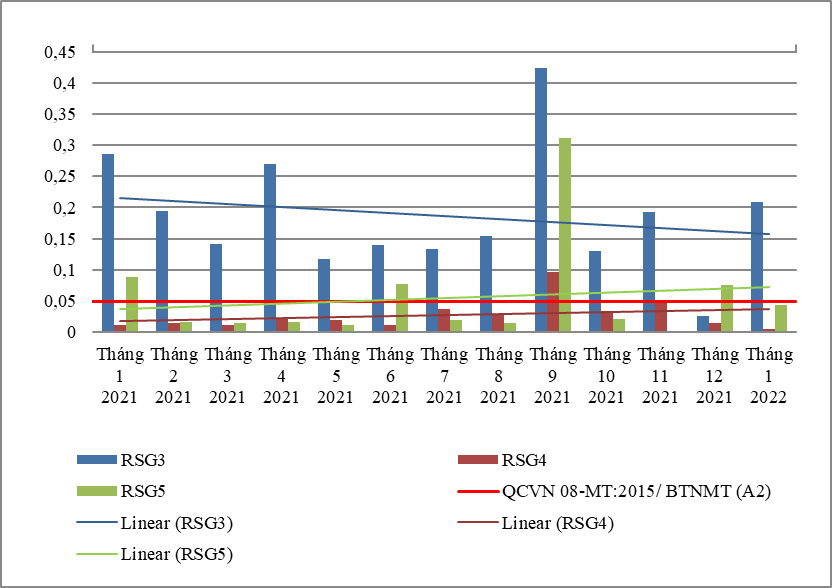 0,45
0,4
0,35
0,3
0,25
0,2
0,15
0,1
0,05
0
Tháng 1 2021
Tháng 2 2021
Tháng 3 2021
Tháng 4 2021
Tháng 5 2021
Tháng 6 2021
Tháng 7 2021
Tháng 8 2021
Tháng 9 2021
Tháng 10 2021
Tháng 11 2021
Tháng 12 2021
Tháng 1 2022
RSG3
RSG4
RSG5
QCVN 08-MT:2015/ BTNMT (A2)
Linear (RSG3)
Linear (RSG4)
Linear (RSG5)